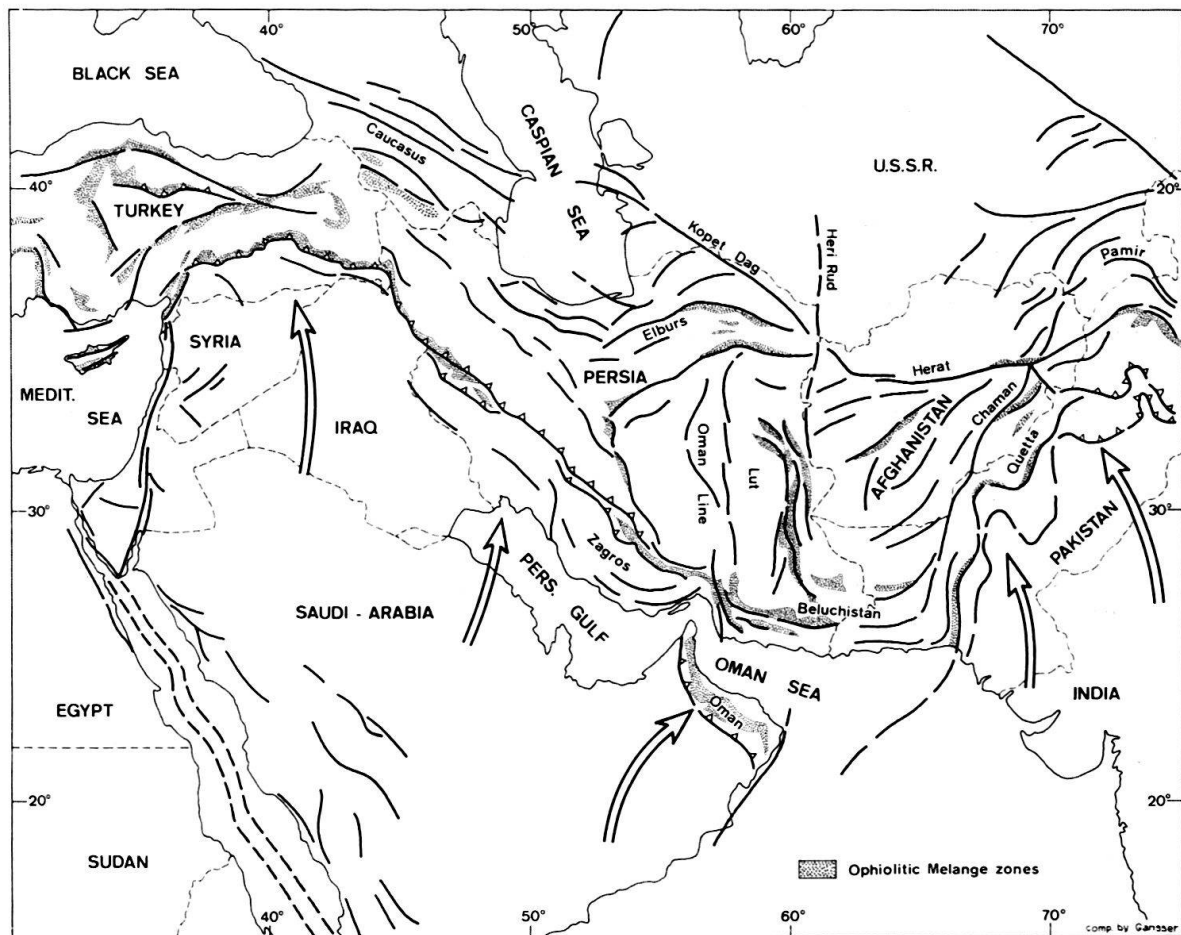 40°
50°
60°
70°
BLACK SEA
CASPIAN SEA
Caucasus
U.S.S.R.
40°
20°
TURKEY
Kopet Dag
Heri Rud
Pamir
SYRIA
Elburs
PERSIA
Herat
MEDIT. SEA
IRAQ
Oman Line
Lut
AFGHANISTAN
Chaman
Quetta
30°
30°
PAKISTAN
Zagros
PERS. GULF
SAUDI - ARABIA
Beluchistan
OMAN SEA
Oman
INDIA
EGYPT
20°
20°
SUDAN
Ophiolitic Melange zones
40°
50°
60°
70°
comp. by Gansser